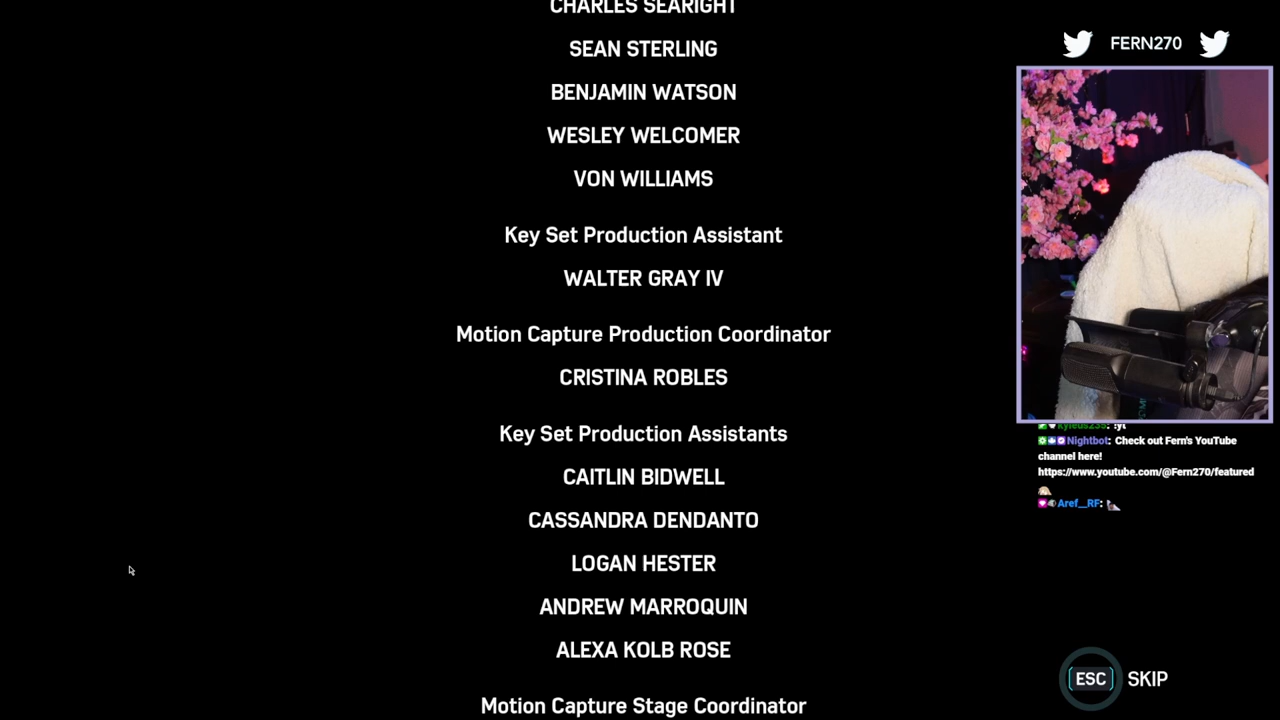 CHARLES SEARIGHT
SEAN STERLING
BENJAMIN WATSON
WESLEY WELCOMER
VON WILLIAMS
Key Set Production Assistant
WALTER GRAY IV
Motion Capture Production Coordinator
CRISTINA ROBLES
Key Set Production Assistants
CAITLIN BIDWELL
CASSANDRA DENDANTO
LOGAN HESTER
ANDREW MARROQUIN
ALEXA KOLB ROSE
Motion Capture Stage Coordinator
FERN270
!yt
Nightbot: Check out Fern's YouTube
channel here!
https://www.youtube.com/@Fern270/featured
Aref__RF:
ESC SKIP